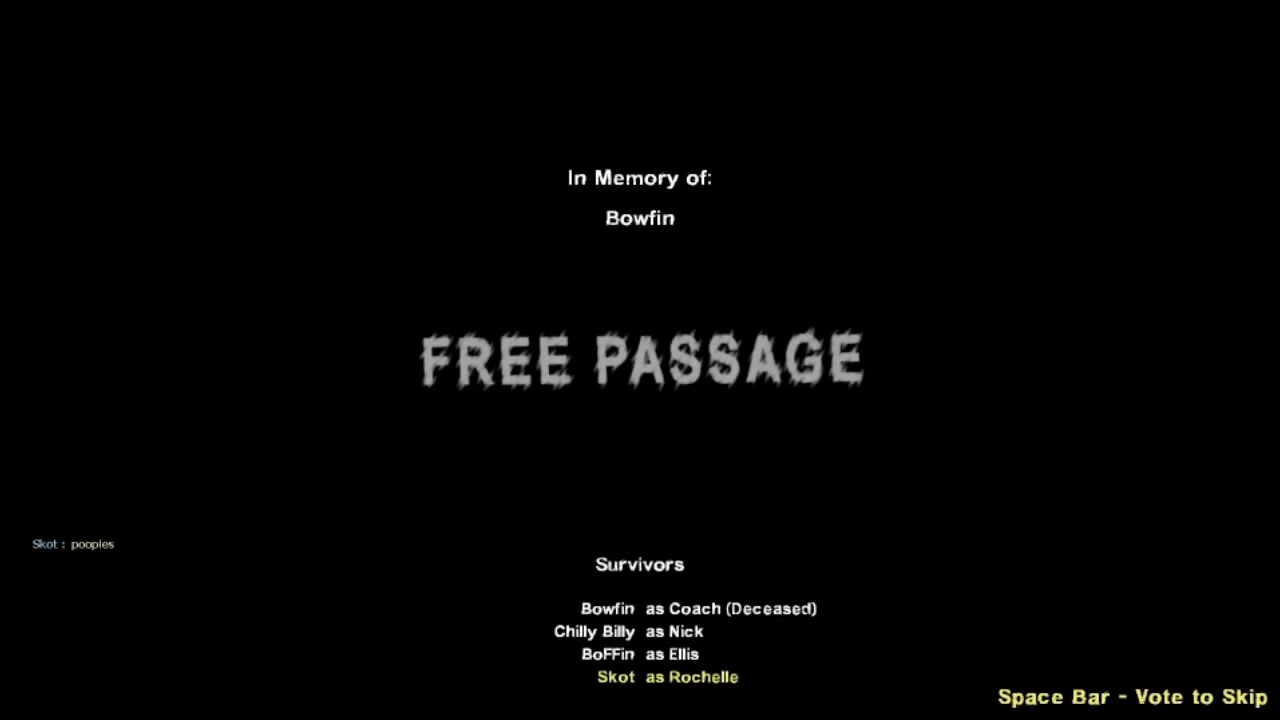 In Memory of:
Bowfin
FREE PASSAGE
Skot : poopies
Survivors
Bowfin as Coach (Deceased)
Chilly Billy as Nick
BoFFin as Ellis
Skot as Rochelle
Space Bar - Vote to Skip